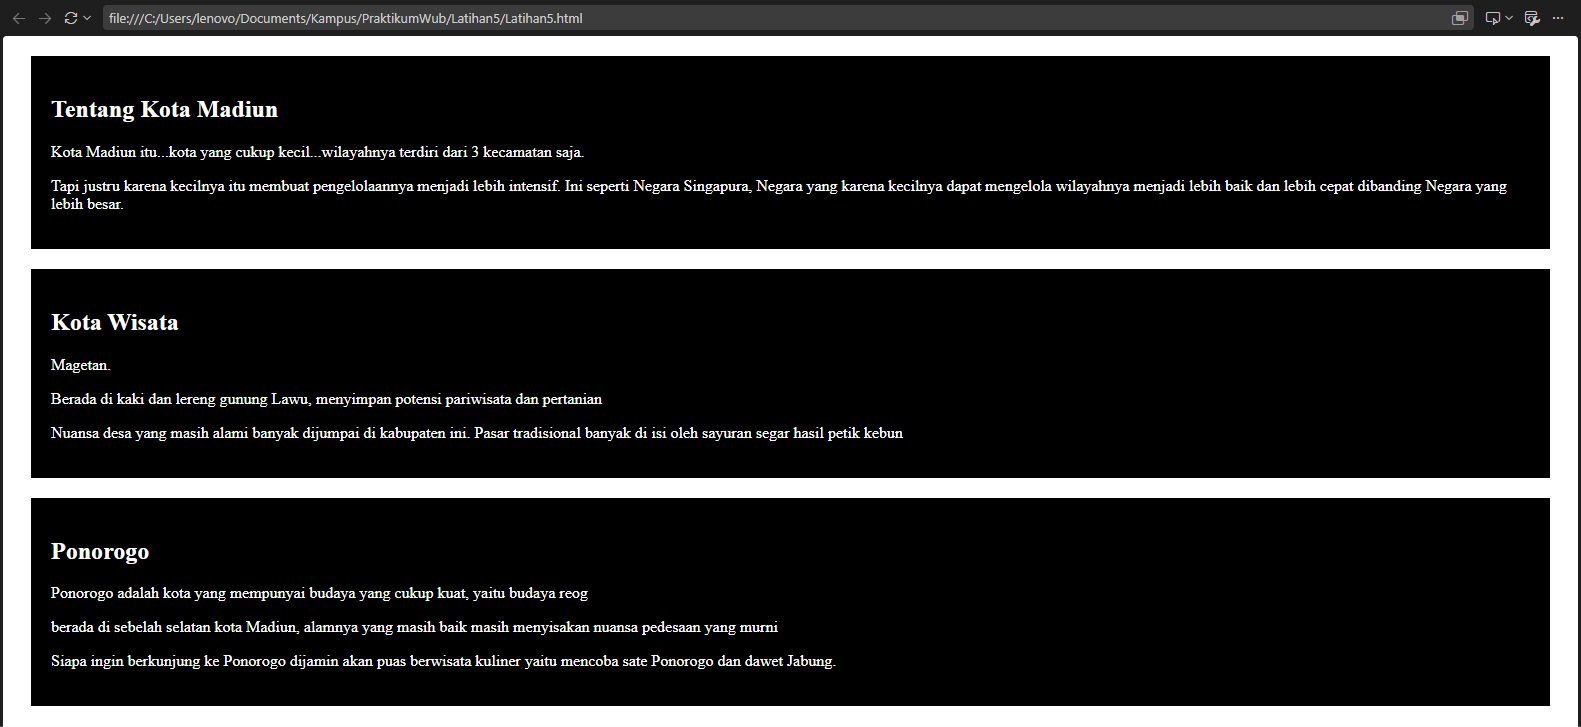 file:///C:/Users/lenovo/Documents/Kampus/PraktikumWub/Latihan5/Latihan5.html
Tentang Kota Madiun
Kota Madiun itu...kota yang cukup kecil...wilayahnya terdiri dari 3 kecamatan saja.
Tapi justru karena kecilnya itu membuat pengelolaannya menjadi lebih intensif. Ini seperti Negara Singapura, Negara yang karena kecilnya dapat mengelola wilayahnya menjadi lebih baik dan lebih cepat dibanding Negara yang
lebih besar.
Kota Wisata
Magetan.
Berada di kaki dan lereng gunung Lawu, menyimpan potensi pariwisata dan pertanian
Nuansa desa yang masih alami banyak dijumpai di kabupaten ini. Pasar tradisional banyak di isi oleh sayuran segar hasil petik kebun
Ponorogo
Ponorogo adalah kota yang mempunyai budaya yang cukup kuat, yaitu budaya reog
berada di sebelah selatan kota Madiun, alamnya yang masih baik masih menyisakan nuansa pedesaan yang murni
Siapa ingin berkunjung ke Ponorogo dijamin akan puas berwisata kuliner yaitu mencoba sate Ponorogo dan dawet Jabung.